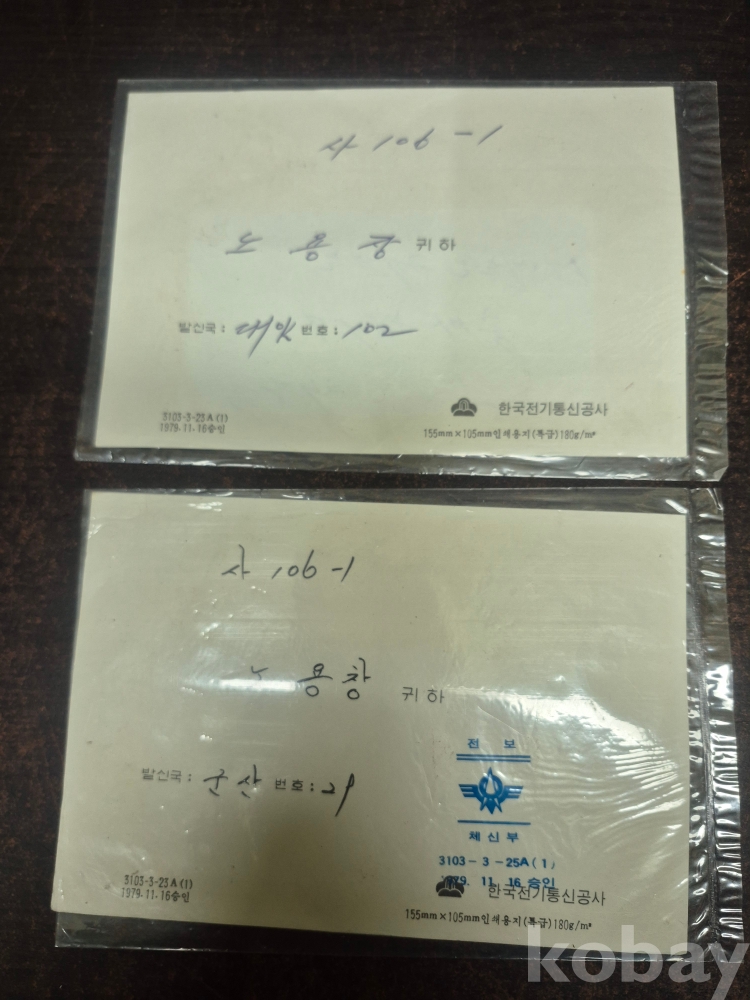 사 106-1
노용창 귀하
발신국: 대인 번호: 102
3103-3-23A(1)
1979.11.16승인
한국전기통신공사
155mm×105mm인쇄용지(특급)180g/m²
사 106-1
노용창 귀하
발신국: 군산 번호: 29
전보
체신부
3103-3-25A(1)
1979. 11. 16 승인
3103-3-23A(1)
1979.11.16승인
한국전기통신공사
155mm×105mm인쇄용지(특급)180g/m²
kobay